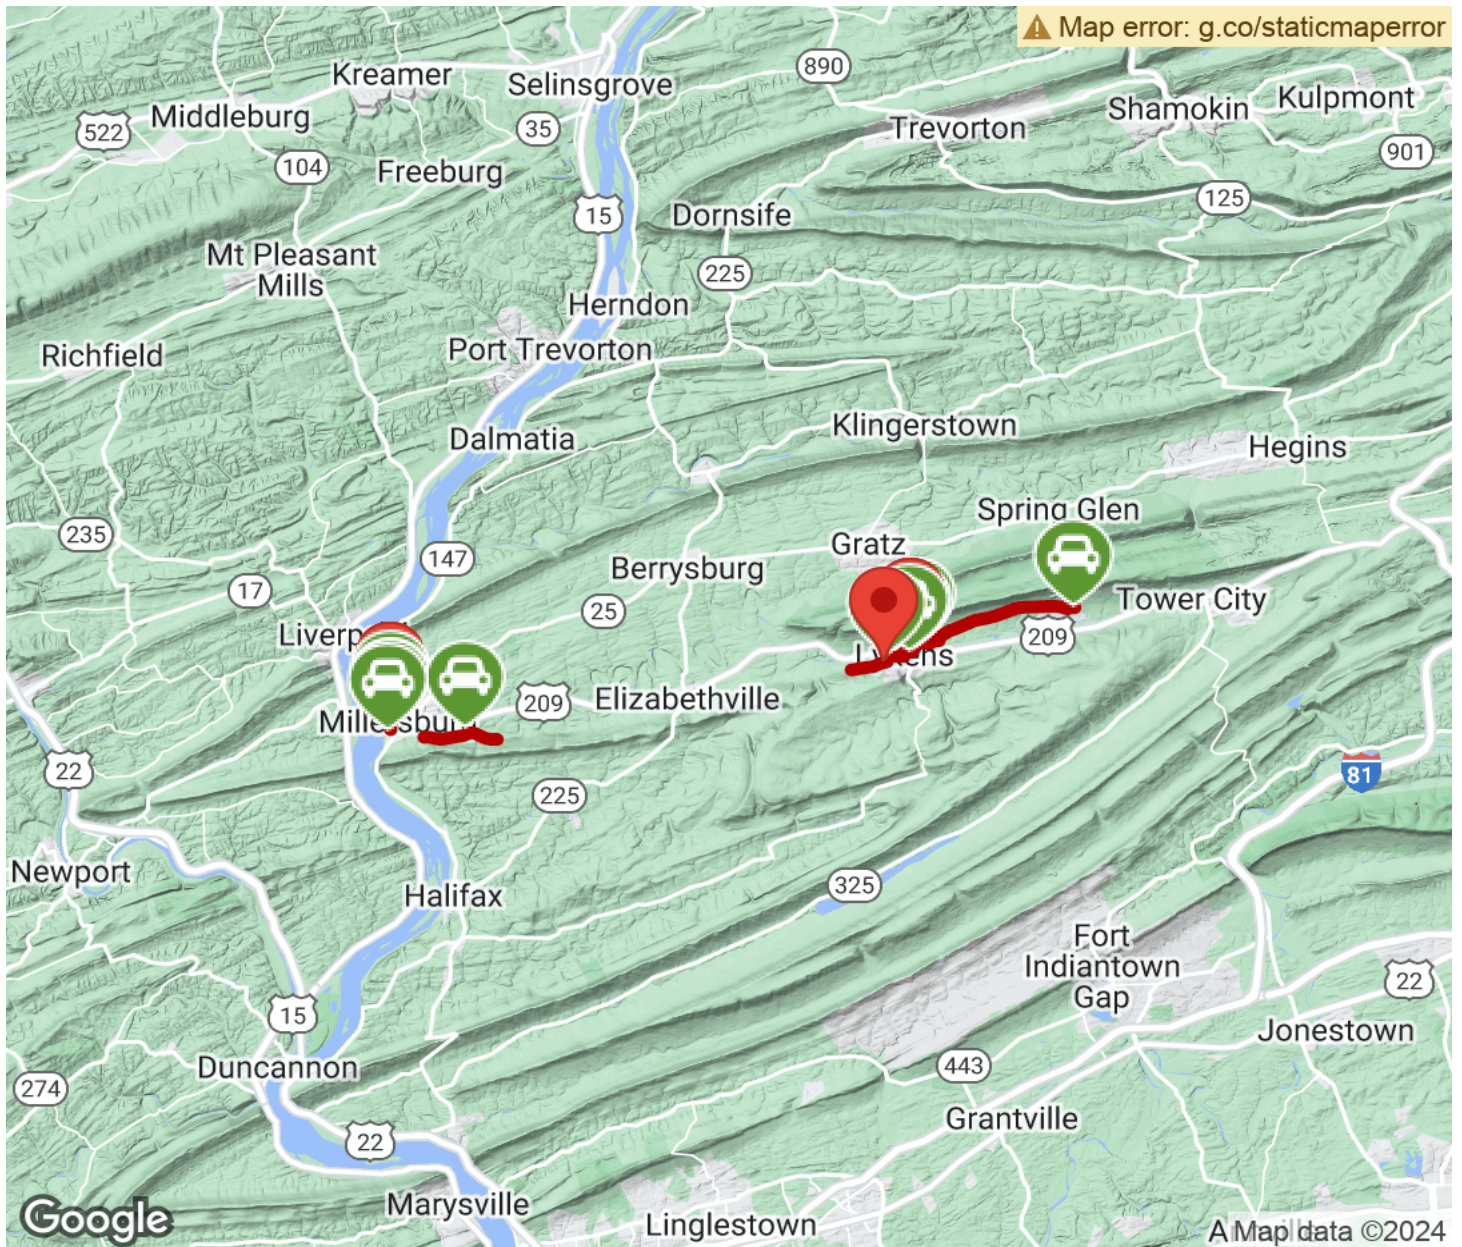 Map error: g.co/staticmaperror
890
Kreamer
Selinsgrove
Shamokin
Kulpmont
Middleburg
522
35
Trevorton
901
104
Freeburg
125
15
Dornsife
Mt Pleasant
Mills
225
Herndon
Richfield
Port Trevorton
Dalmatia
Klingerstown
Hegins
235
147
Spring Glen
Gratz
Berrysburg
17
25
Tower City
209
Elizabethville
209
22
225
81
Newport
Halifax
325
Fort
Indiantown
Gap
22
15
Jonestown
Duncannon
274
443
Grantville
22
Marysville
Google
Linglestown
Map data ©2024